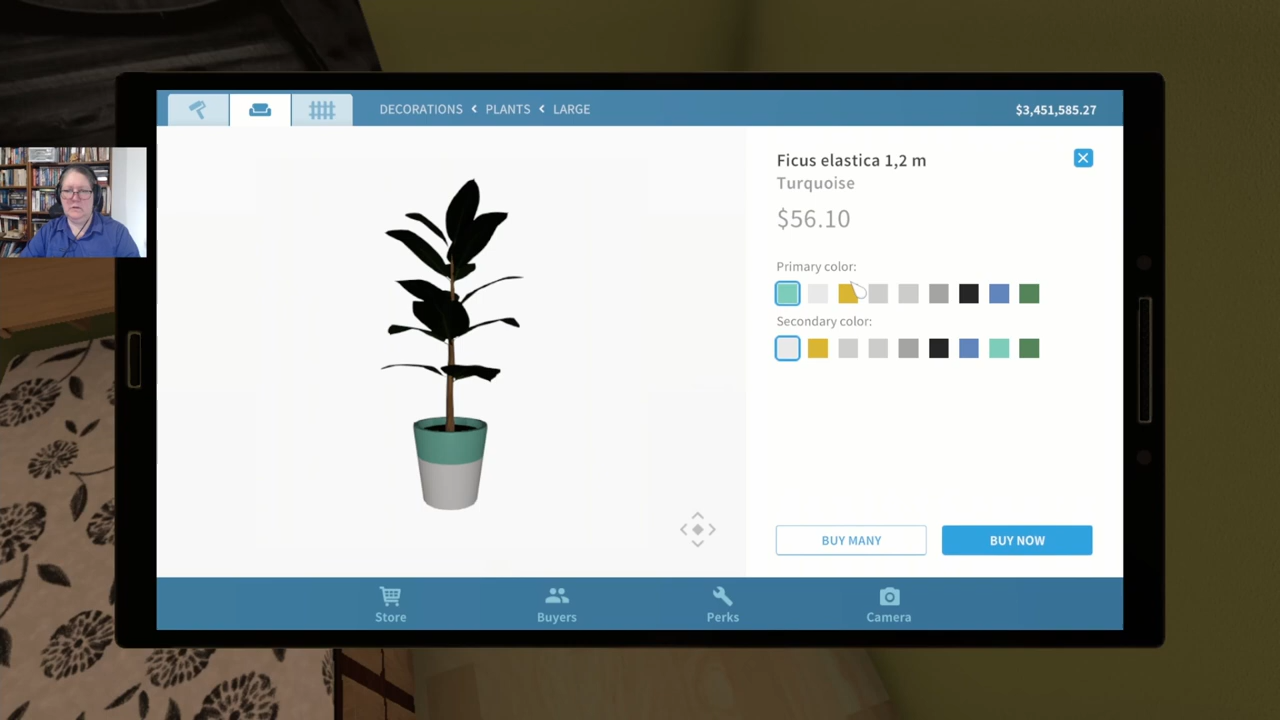 DECORATIONS < PLANTS < LARGE
$3,451,585.27
Ficus elastica 1,2 m
Turquoise
$56.10
Primary color:
Secondary color:
BUY MANY
BUY NOW
Store
Buyers
Perks
Camera